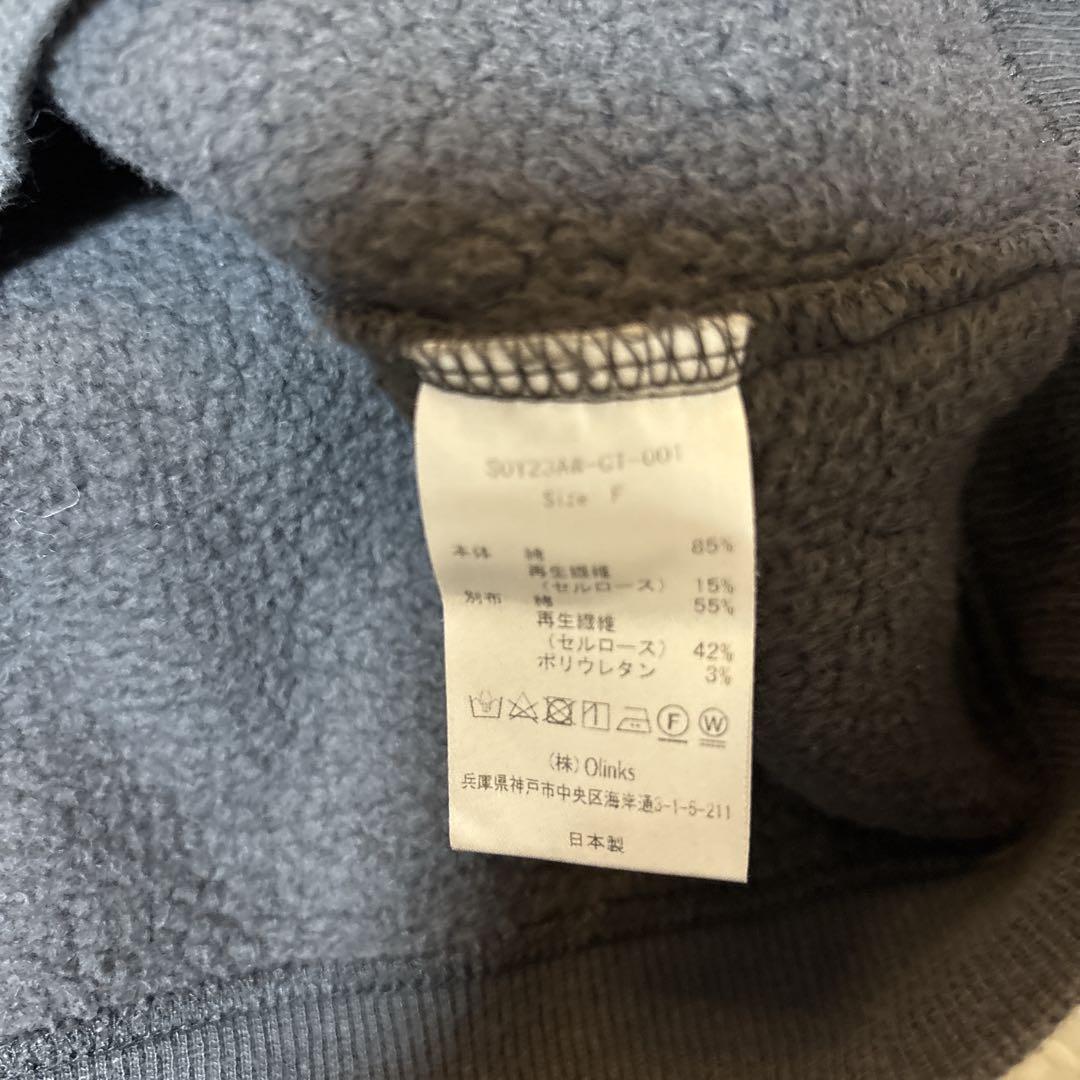 SOY23AW-CT-001
Size F
本体 綿 85%
再生繊維
(セルロース) 15%
別布 綿 55%
再生繊維
(セルロース) 42%
ポリウレタン 3%
F W
(株) Olinks
兵庫県神戸市中央区海岸通3-1-5-211
日本製